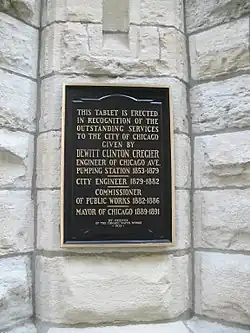 THIS TABLET IS ERECTED
IN RECOGNITION OF THE
OUTSTANDING SERVICES
TO THE CITY OF CHICAGO
GIVEN BY
DEWITT CLINTON CREGIER
ENGINEER OF CHICAGO AVE.
PUMPING STATION 1853-1879
CITY ENGINEER 1879-1882
COMMISSIONER
OF PUBLIC WORKS 1882-1886
MAYOR OF CHICAGO 1889-1891